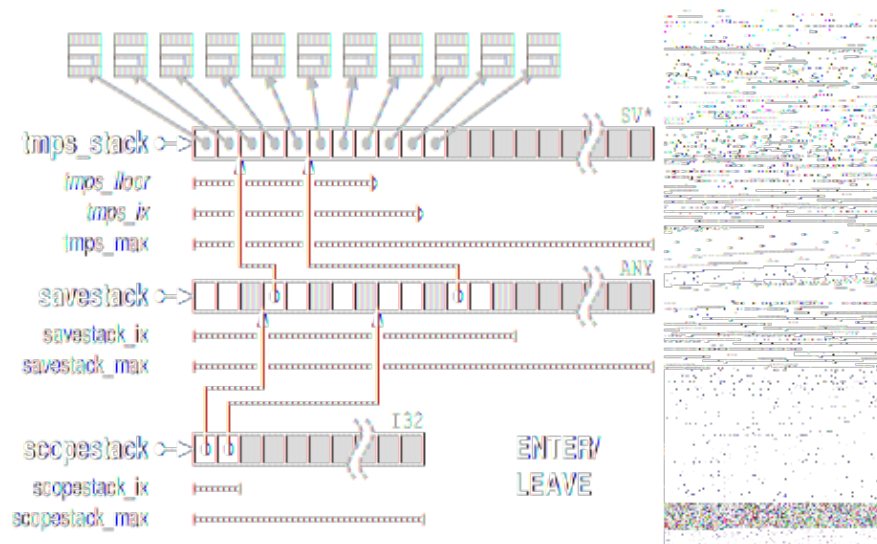 SV*
tmps_stack
tmps_floor
tmps_ix
tmps_max
ANY
savestack
savestack_ix
savestack_max
I32
scopestack
ENTER/
LEAVE
scopestack_ix
scopestack_max